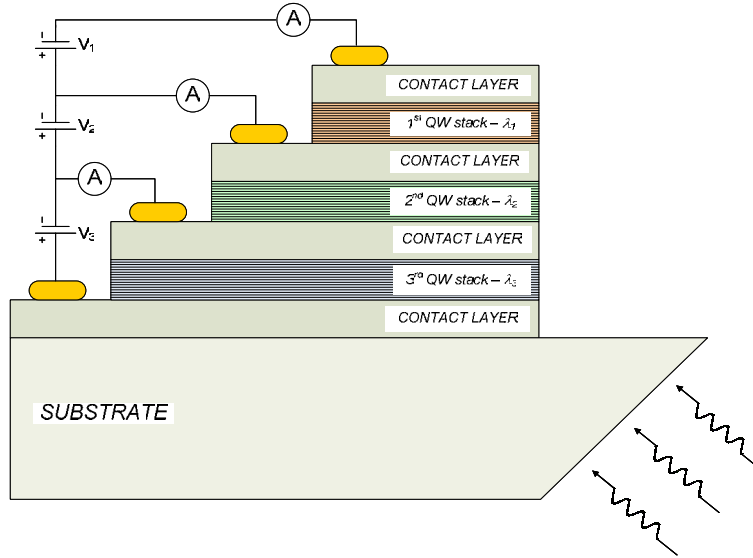 A
V1
CONTACT LAYER
A
1st QW stack – λ1
V2
CONTACT LAYER
A
2nd QW stack – λ2
V3
CONTACT LAYER
3rd QW stack – λ3
CONTACT LAYER
SUBSTRATE